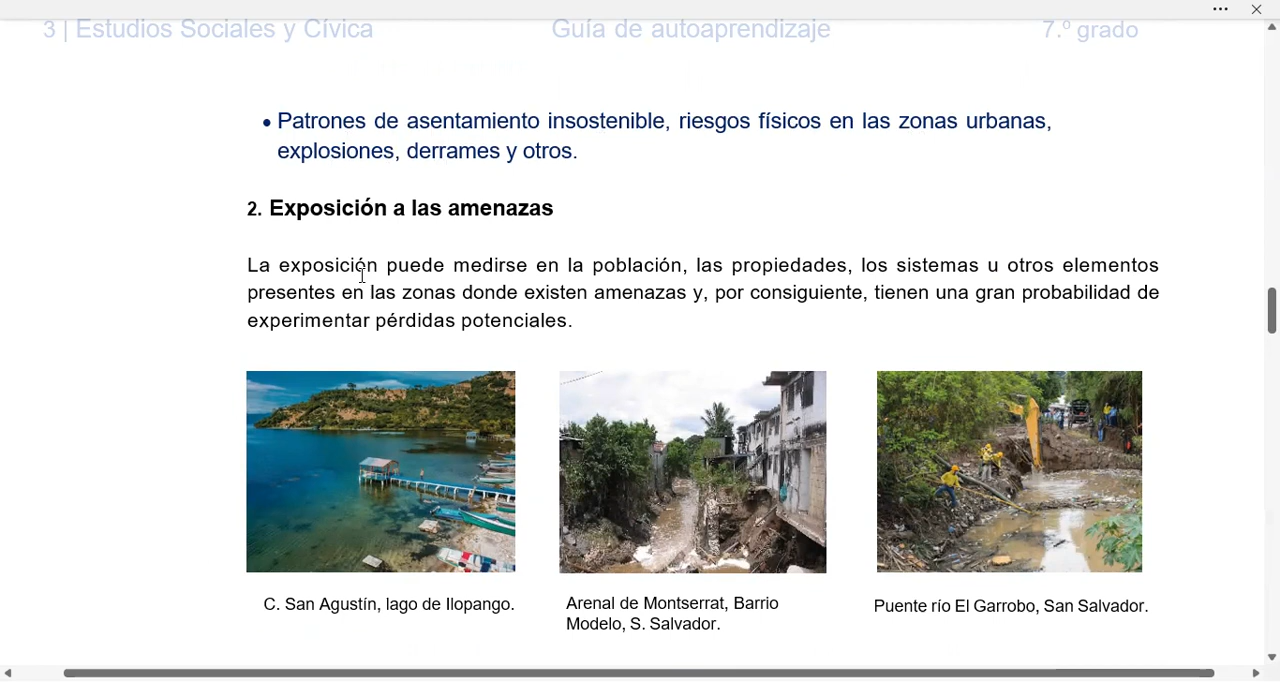 3 | Estudios Sociales y Cívica Guía de autoaprendizaje 7.º grado
• Patrones de asentamiento insostenible, riesgos físicos en las zonas urbanas,
explosiones, derrames y otros.
2. Exposición a las amenazas
La exposición puede medirse en la población, las propiedades, los sistemas u otros elementos
presentes en las zonas donde existen amenazas y, por consiguiente, tienen una gran probabilidad de
experimentar pérdidas potenciales.
C. San Agustín, lago de Ilopango.
Arenal de Montserrat, Barrio
Modelo, S. Salvador.
Puente río El Garrobo, San Salvador.